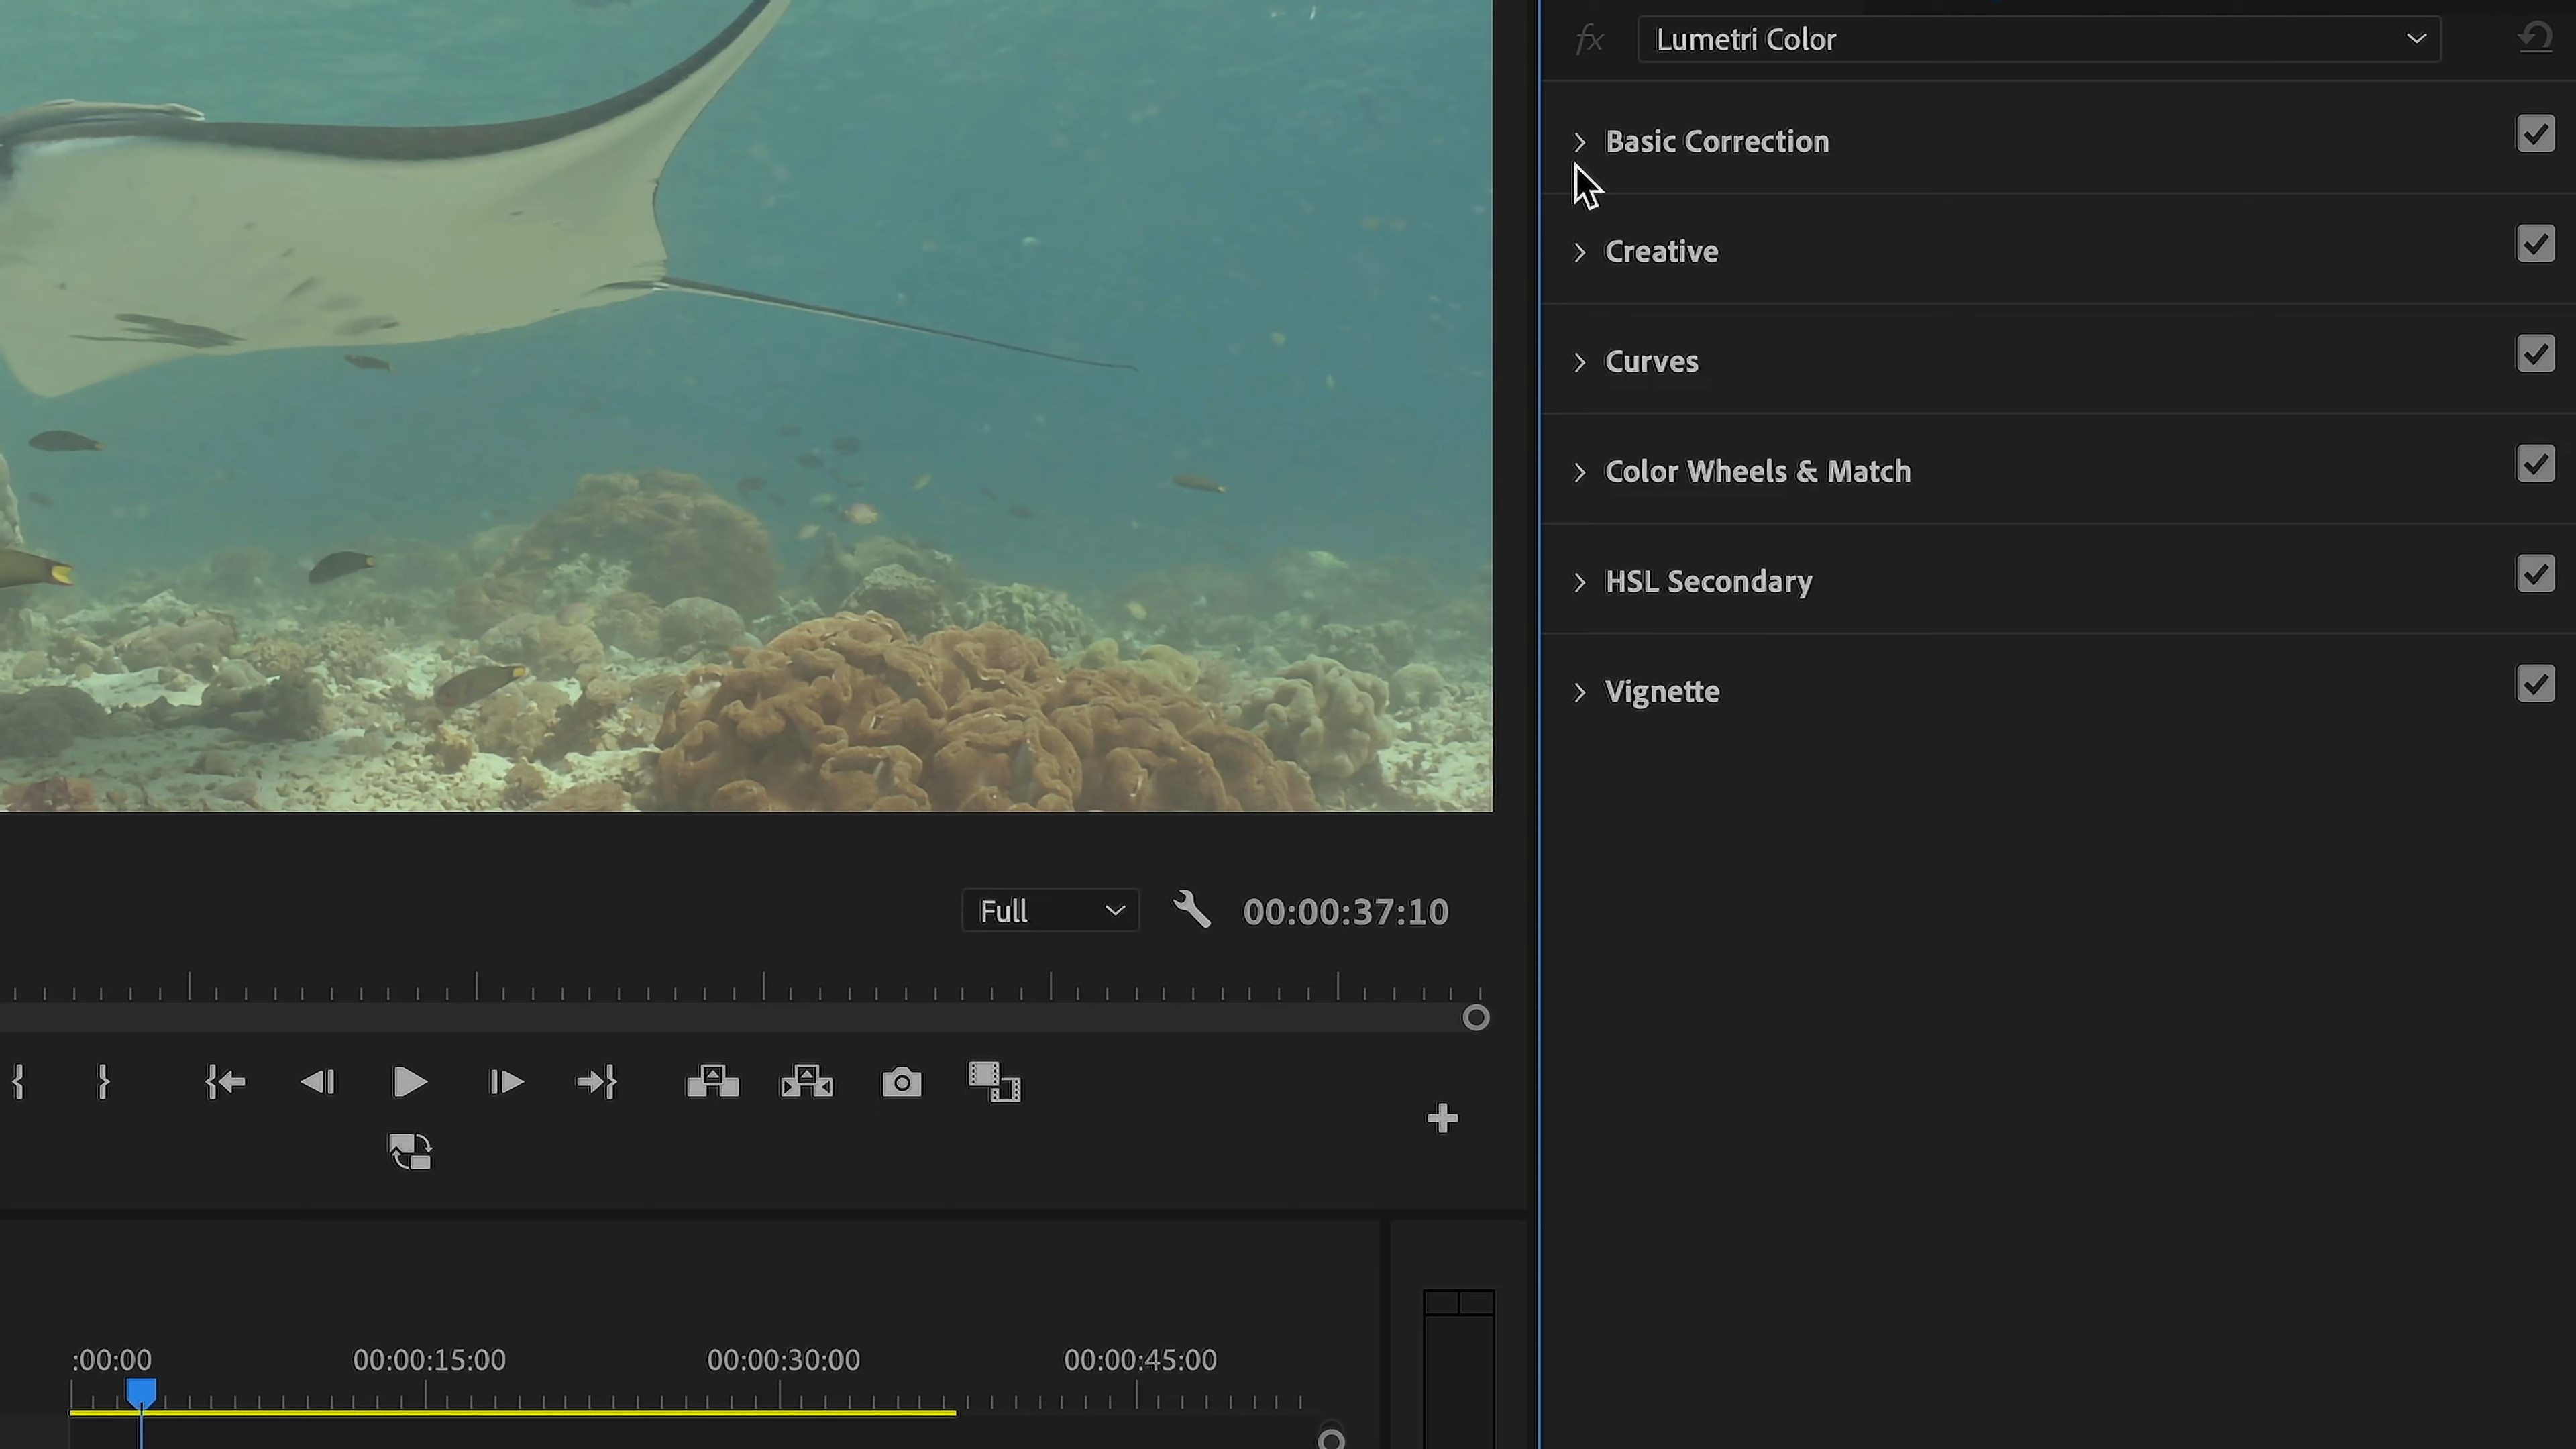 fx Lumetri Color
Basic Correction
Creative
Curves
Color Wheels & Match
HSL Secondary
Vignette
Full 00:00:37:10
:00:00 00:00:15:00 00:00:30:00 00:00:45:00